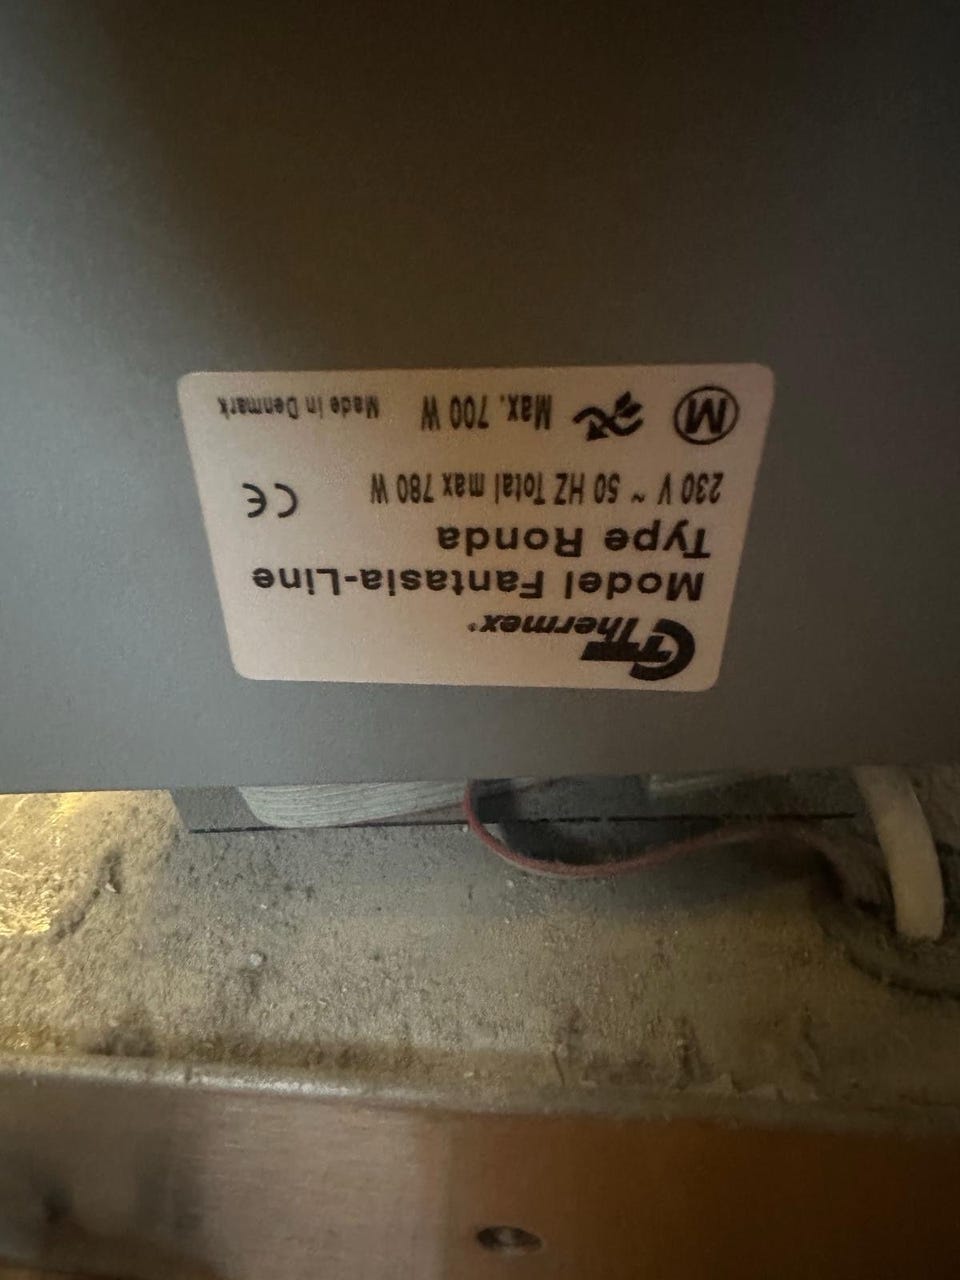 Thermex®
Model Fantasia-Line
Type Ronda
230 V ~ 50 HZ Total max 780 W CE
M Max. 700 W Made in Denmark